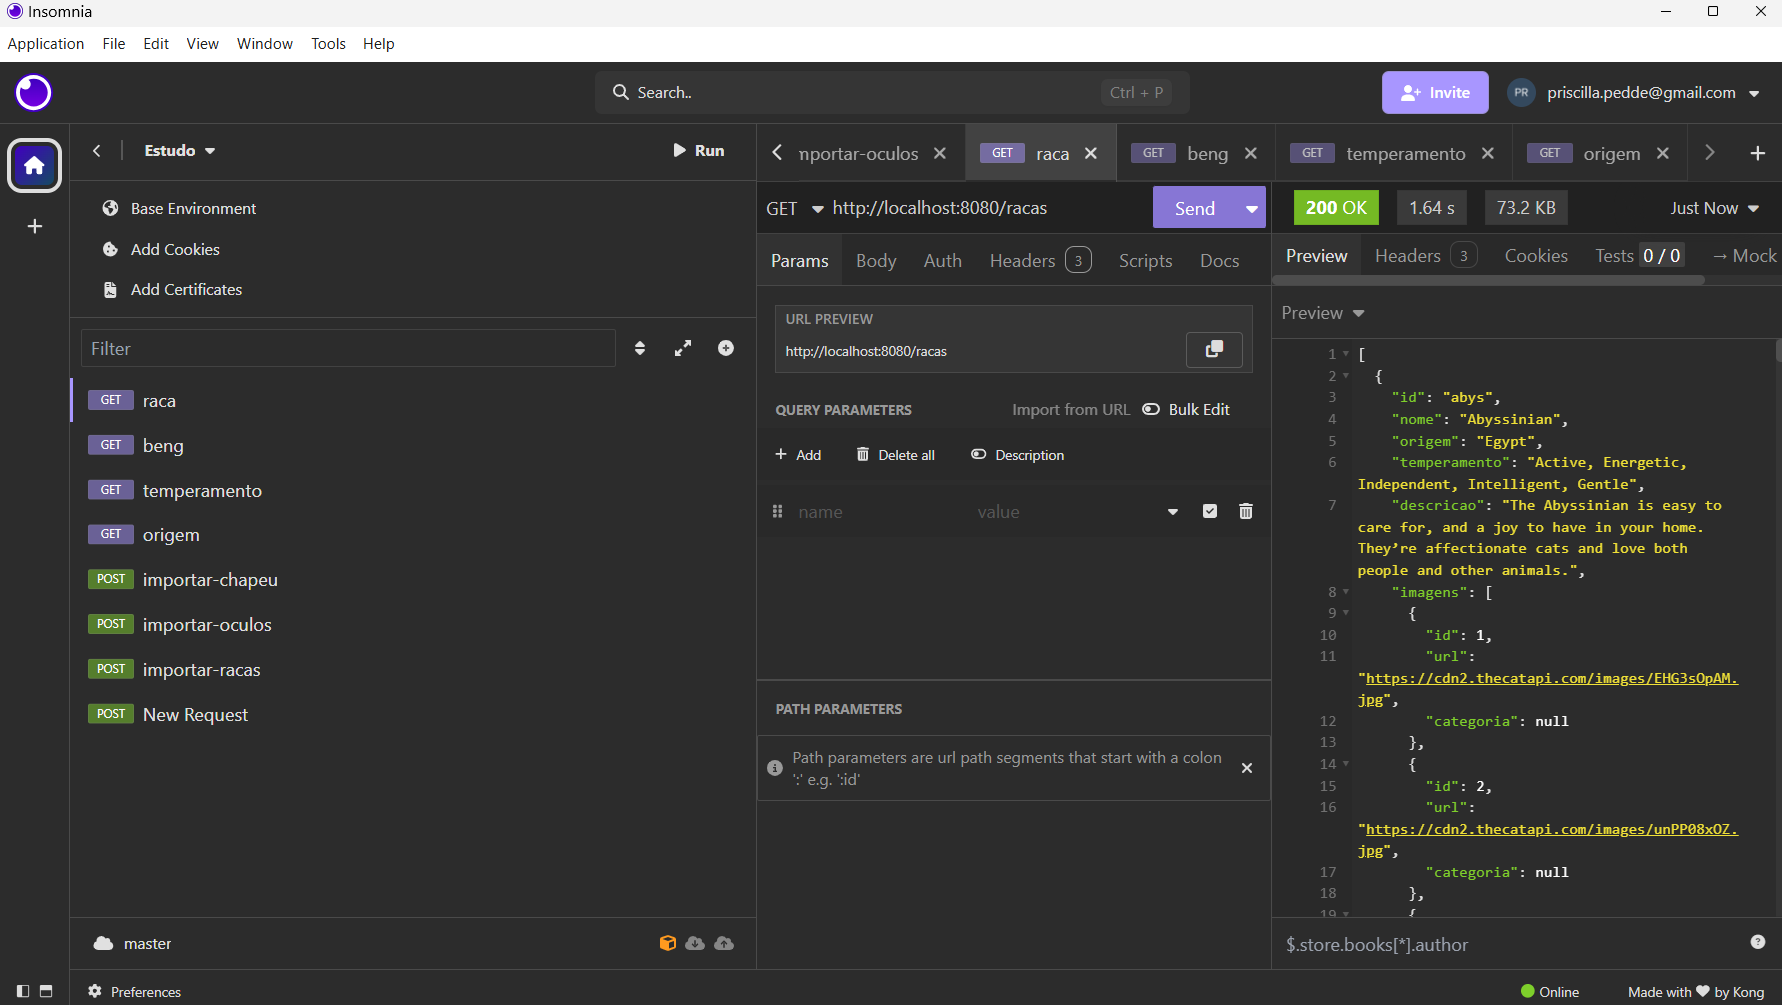 Insomnia
Application File Edit View Window Tools Help
Search.. Ctrl + P
Invite
PR priscilla.pedde@gmail.com
Estudo
Run
Base Environment
Add Cookies
Add Certificates
Filter
GET raca
GET beng
GET temperamento
GET origem
POST importar-chapeu
POST importar-oculos
POST importar-racas
POST New Request
master
Preferences
mportar-oculos
GET raca
GET beng
GET temperamento
GET origem
GET http://localhost:8080/racas
Send
Params Body Auth Headers 3 Scripts Docs
URL PREVIEW
http://localhost:8080/racas
QUERY PARAMETERS
Import from URL Bulk Edit
Add Delete all Description
name value
PATH PARAMETERS
Path parameters are url path segments that start with a colon
':' e.g. ':id'
200 OK 1.64 s 73.2 KB Just Now
Preview Headers 3 Cookies Tests 0 / 0 → Mock
Preview
1 [
2 {
3 "id": "abys",
4 "nome": "Abyssinian",
5 "origem": "Egypt",
6 "temperamento": "Active, Energetic,
Independent, Intelligent, Gentle",
7 "descricao": "The Abyssinian is easy to
care for, and a joy to have in your home.
They’re affectionate cats and love both
people and other animals.",
8 "imagens": [
9 {
10 "id": 1,
11 "url":
"https://cdn2.thecatapi.com/images/EHG3sOpAM.
jpg",
12 "categoria": null
13 },
14 {
15 "id": 2,
16 "url":
"https://cdn2.thecatapi.com/images/unPP08xOZ.
jpg",
17 "categoria": null
18 },
19 {
$.store.books[*].author
Online
Made with ❤ by Kong